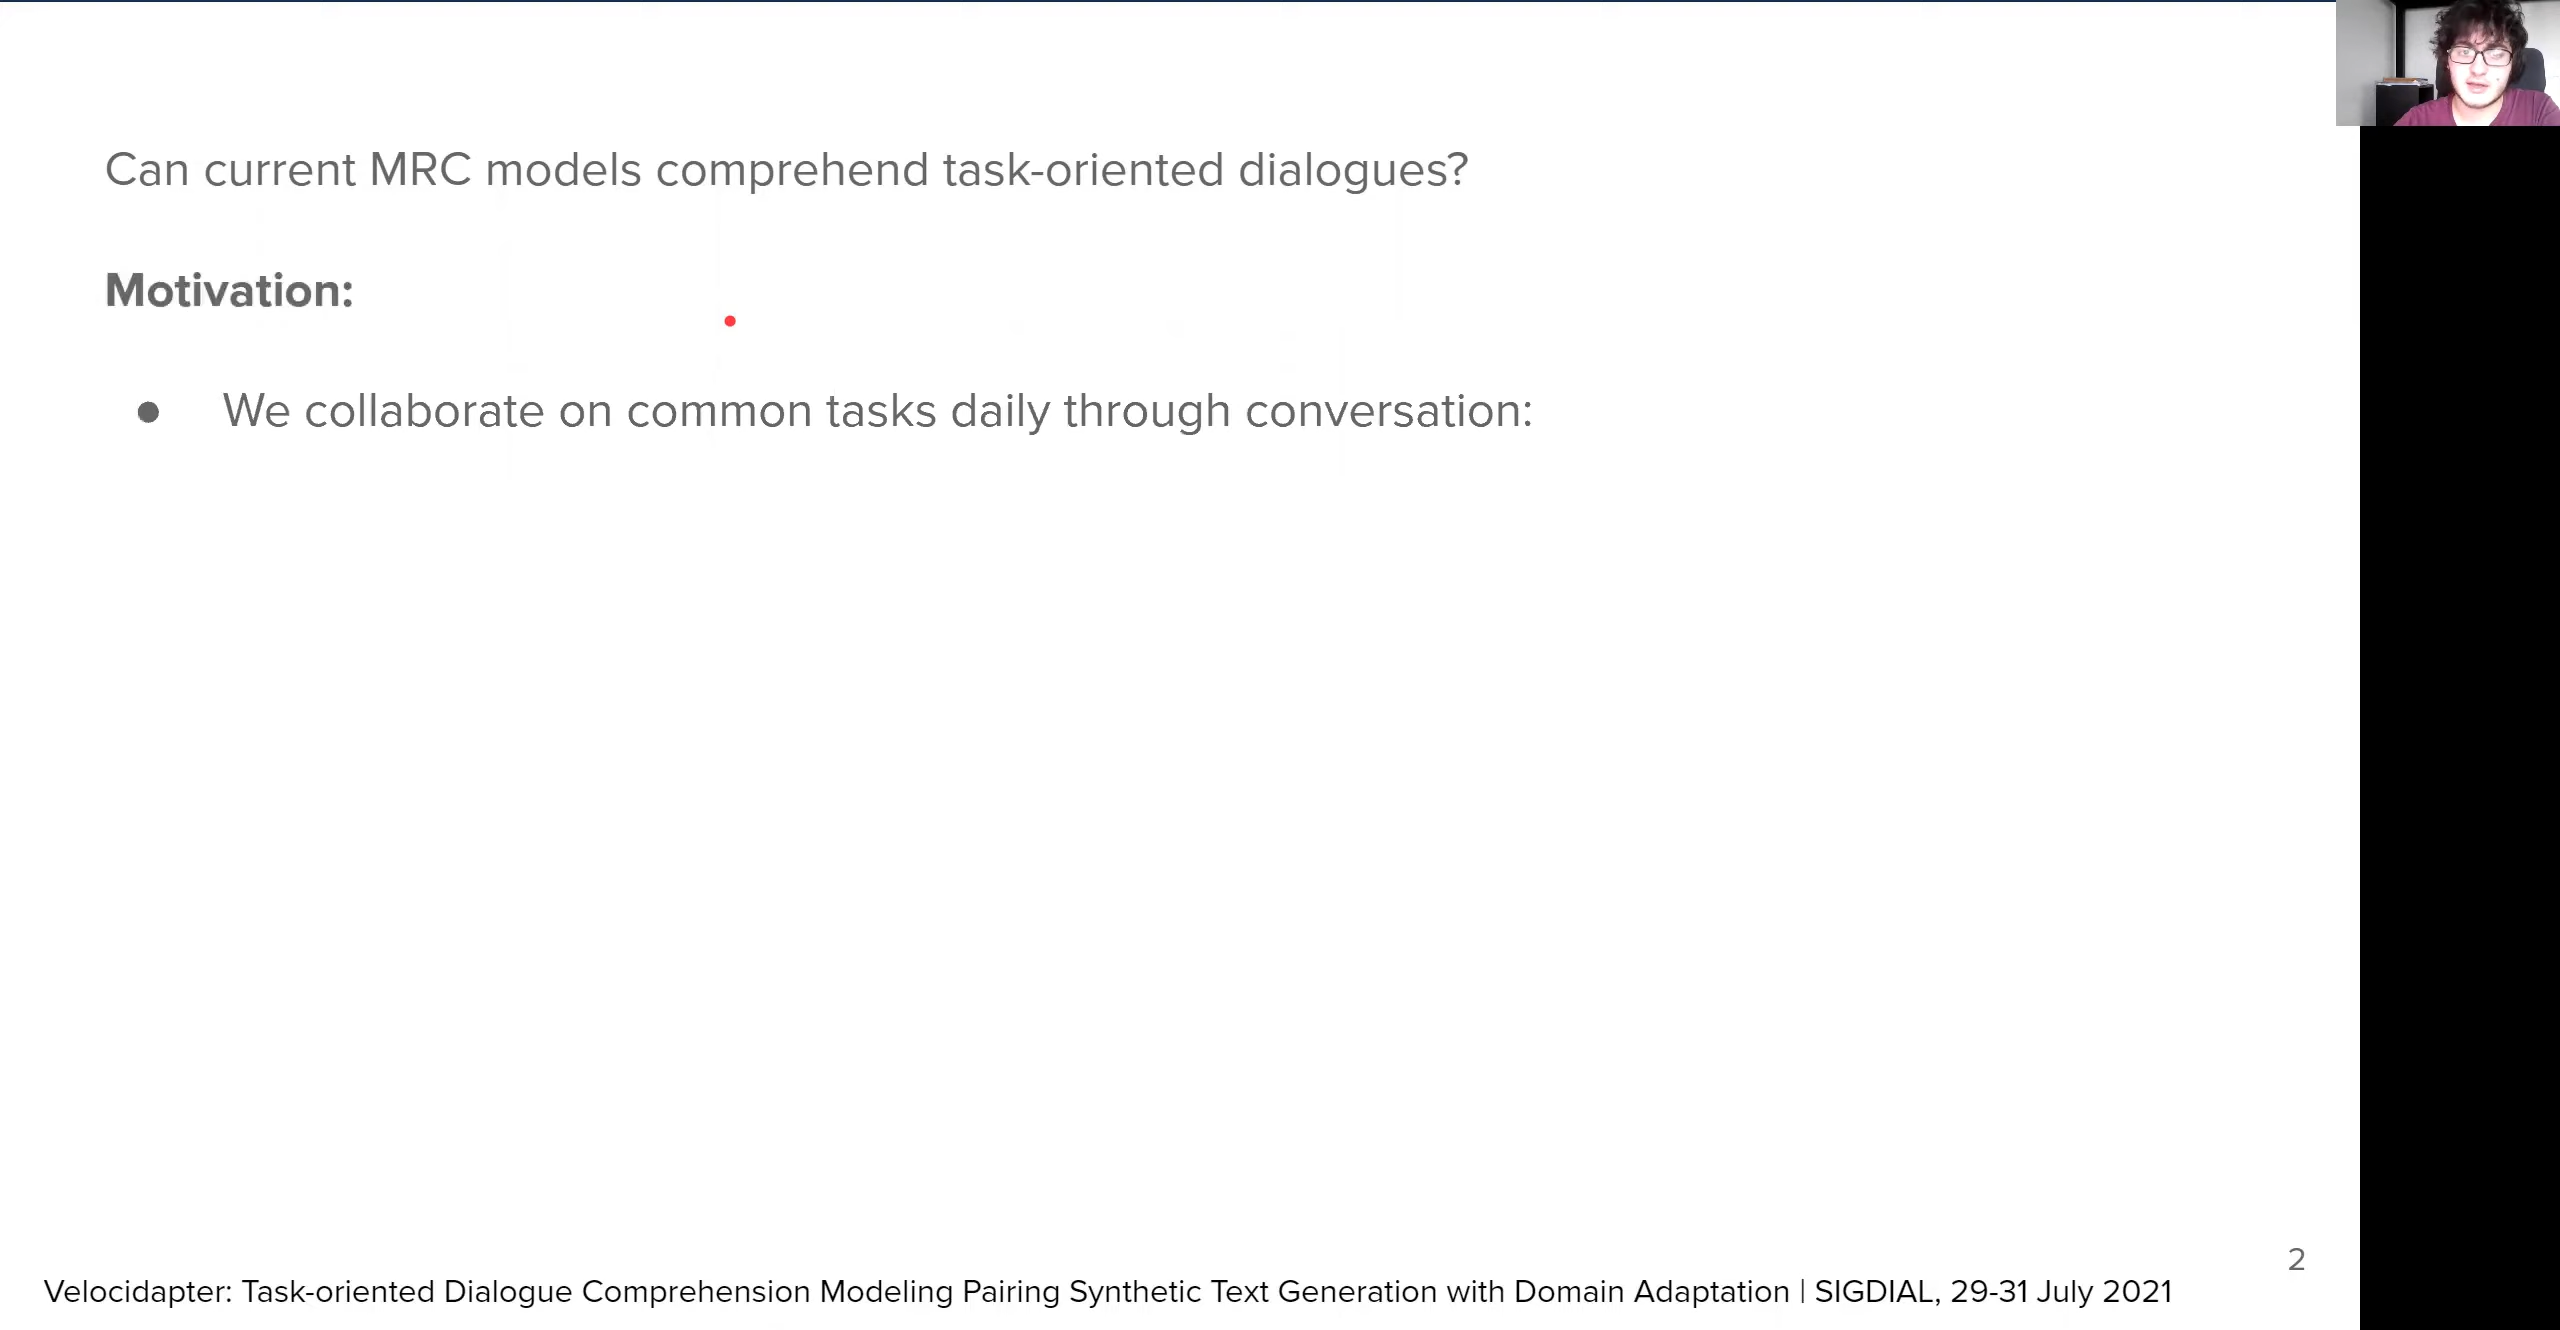 Can current MRC models comprehend task-oriented dialogues?
Motivation:
● We collaborate on common tasks daily through conversation:
2
Velocidapter: Task-oriented Dialogue Comprehension Modeling Pairing Synthetic Text Generation with Domain Adaptation | SIGDIAL, 29-31 July 2021